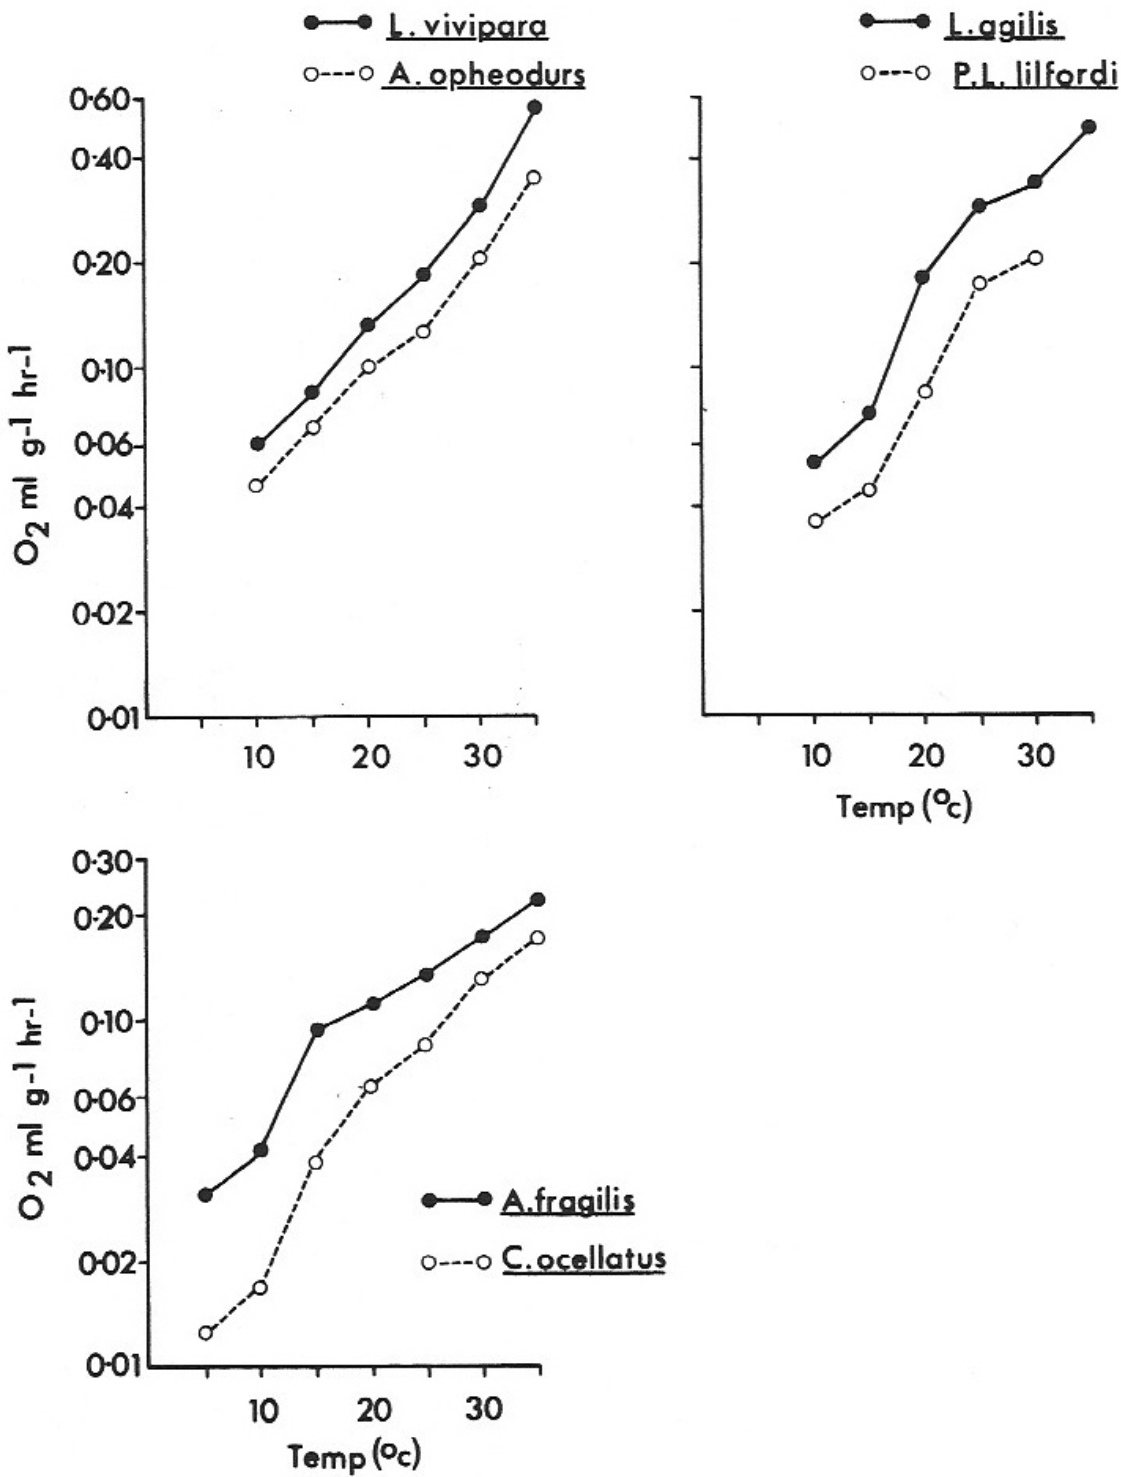 L. vivipara
A. opheodurs
L. agilis
P.L. lilfordi
0·60
0·40
0·20
0·10
0·06
0·04
0·02
0·01
O2 ml g-1 hr-1
10 20 30
10 20 30
Temp (°c)
0·30
0·20
0·10
0·06
0·04
0·02
0·01
O2 ml g-1 hr-1
A. fragilis
C. ocellatus
10 20 30
Temp (°c)